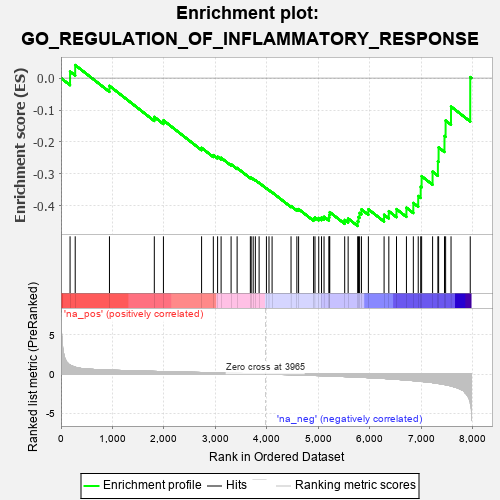 Enrichment plot:
GO_REGULATION_OF_INFLAMMATORY_RESPONSE
Enrichment score (ES)
0.0
-0.1
-0.2
-0.3
-0.4
'na_pos' (positively correlated)
Ranked list metric (PreRanked)
5
0
-5
Zero cross at 3965
'na_neg' (negatively correlated)
0
1,000
2,000
3,000
4,000
5,000
6,000
7,000
8,000
Rank in Ordered Dataset
Enrichment profile
Hits
Ranking metric scores